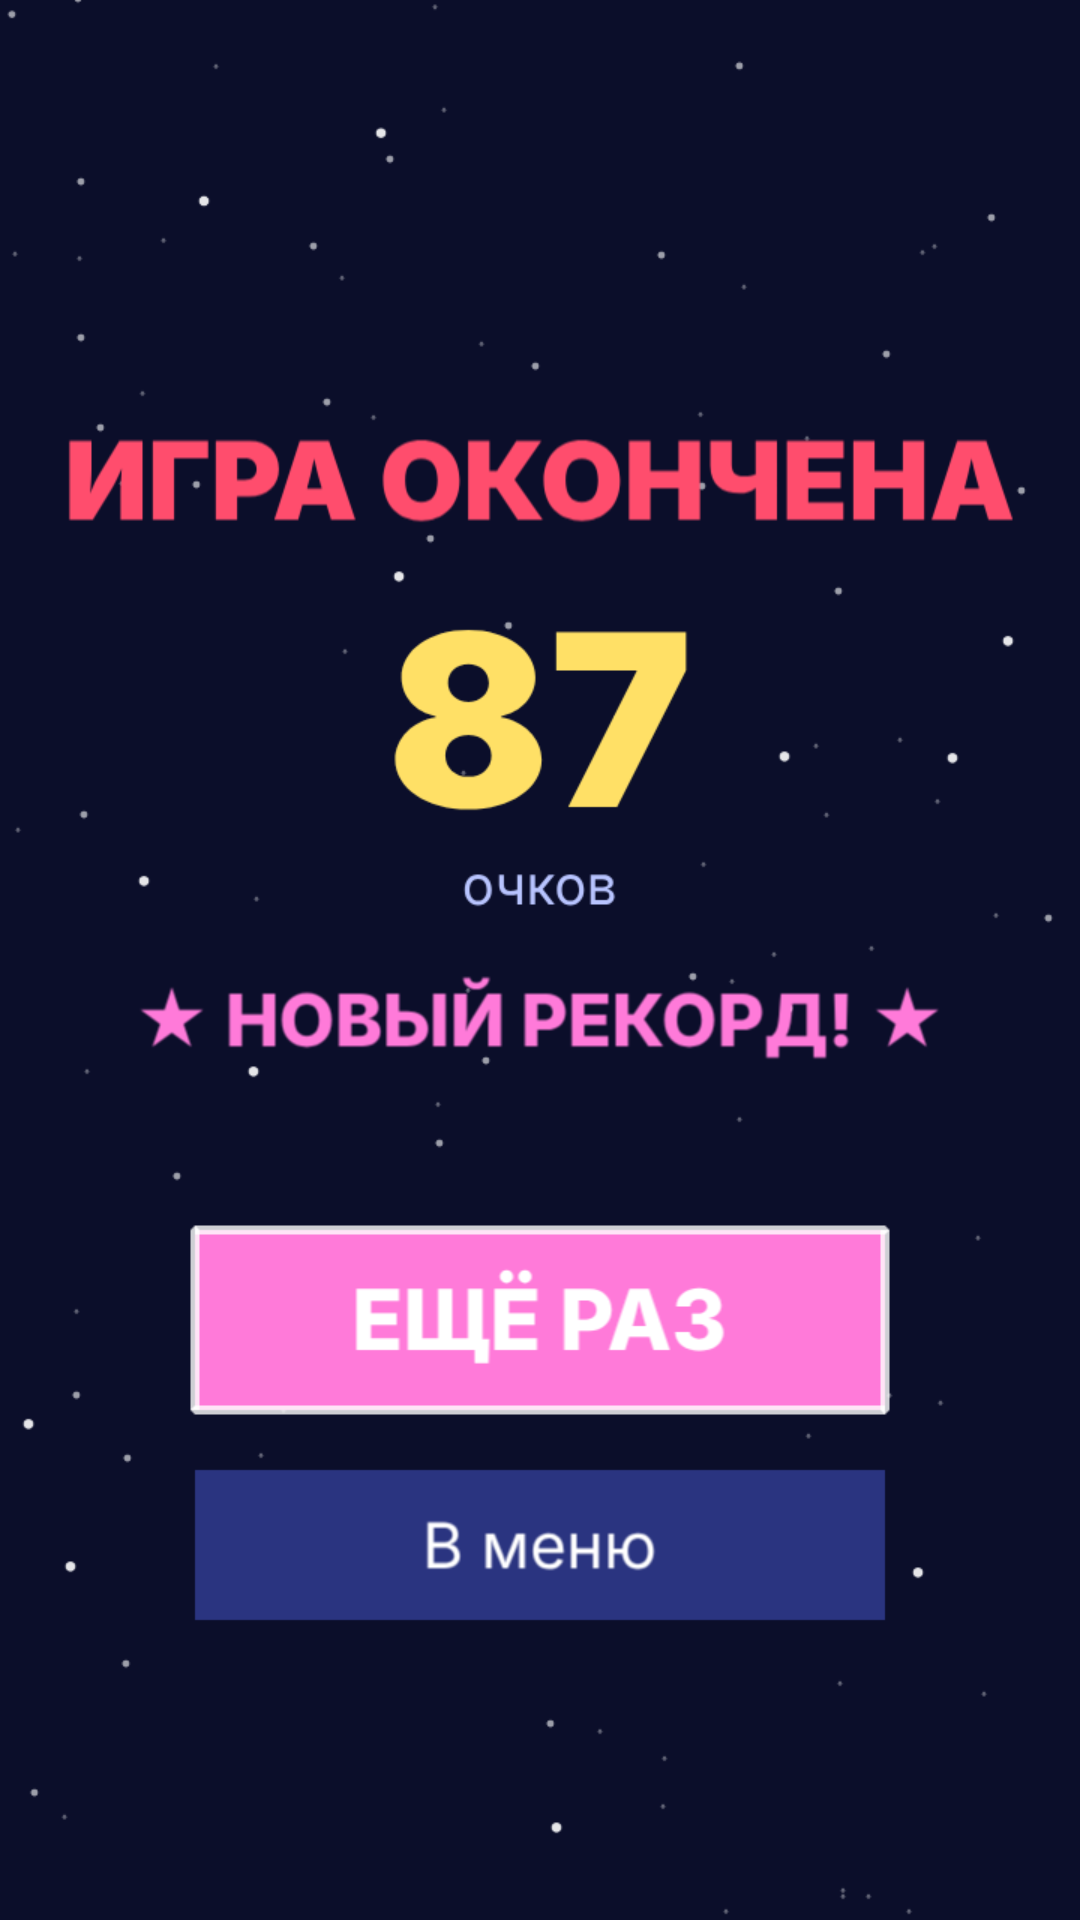 ИГРА ОКОНЧЕНА
87
очков
★ НОВЫЙ РЕКОРД! ★
ЕЩЁ РАЗ
В меню